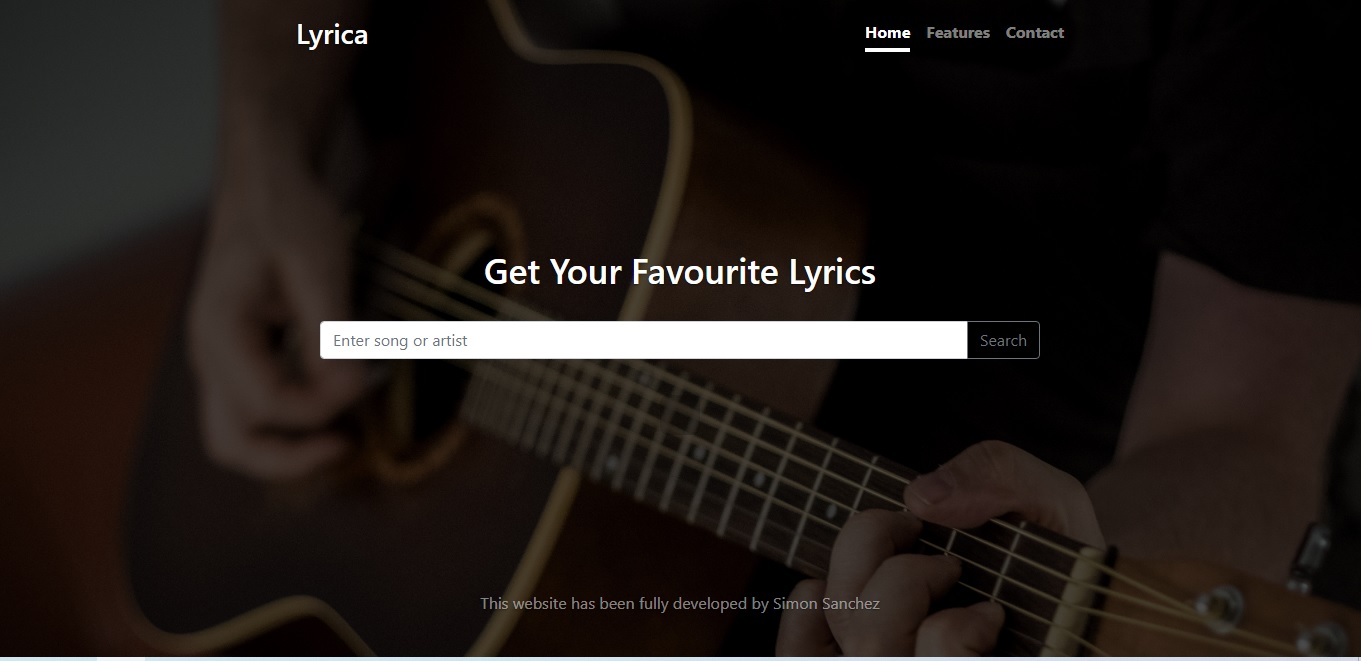 Lyrica
Home Features Contact
Get Your Favourite Lyrics
Enter song or artist
Search
This website has been fully developed by Simon Sanchez